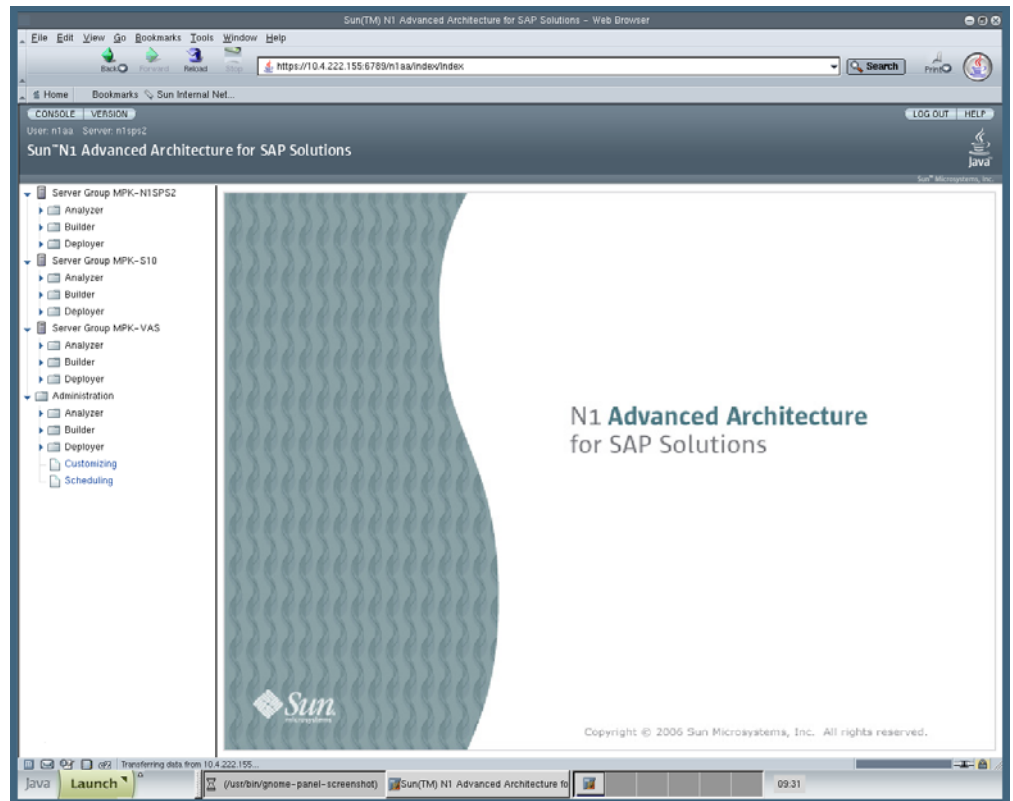 Sun(TM) N1 Advanced Architecture for SAP Solutions - Web Browser
File Edit View Go Bookmarks Tools Window Help
Back Forward Reload Stop https://10.4.222.155:6789/n1aa/index/index Search Print
Home Bookmarks Sun Internal Net...
CONSOLE VERSION LOG OUT HELP
User: n1aa Server: n1sps2
Sun™ N1 Advanced Architecture for SAP Solutions
Java
Sun™ Microsystems, Inc.
Server Group MPK-N1SPS2
Analyzer
Builder
Deployer
Server Group MPK-S10
Analyzer
Builder
Deployer
Server Group MPK-VAS
Analyzer
Builder
Deployer
Administration
Analyzer
Builder
Deployer
Customizing
Scheduling
N1 Advanced Architecture
for SAP Solutions
Sun
microsystems
Copyright © 2006 Sun Microsystems, Inc. All rights reserved.
Transferring data from 10.4.222.155...
Java Launch (/usr/bin/gnome-panel-screenshot) Sun(TM) N1 Advanced Architecture fo 09:31